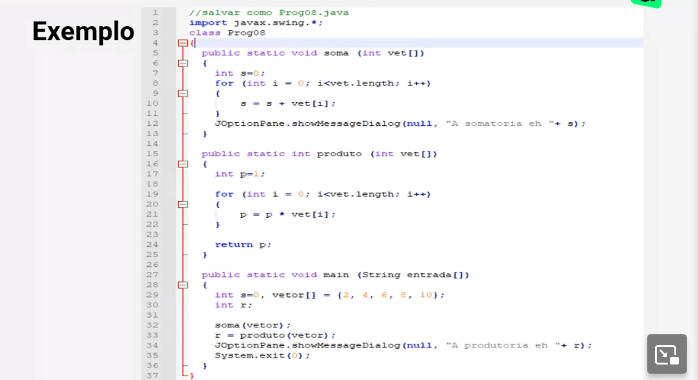 Exemplo
1 //salvar como Prog08.java
2 import javax.swing.*;
3 class Prog08
4 {
5 public static void soma (int vet[])
6 {
7 int s=0;
8 for (int i = 0; i<vet.length; i++)
9 {
10 s = s + vet[i];
11 }
12 JOptionPane.showMessageDialog(null, "A somatoria eh "+ s);
13 }
14
15 public static int produto (int vet[])
16 {
17 int p=1;
18
19 for (int i = 0; i<vet.length; i++)
20 {
21 p = p * vet[i];
22 }
23
24 return p;
25 }
26
27 public static void main (String entrada[])
28 {
29 int s=0, vetor[] = {2, 4, 6, 8, 10};
30 int r;
31
32 soma(vetor);
33 r = produto(vetor);
34 JOptionPane.showMessageDialog(null, "A produtoria eh "+ r);
35 System.exit(0);
36 }
37 }